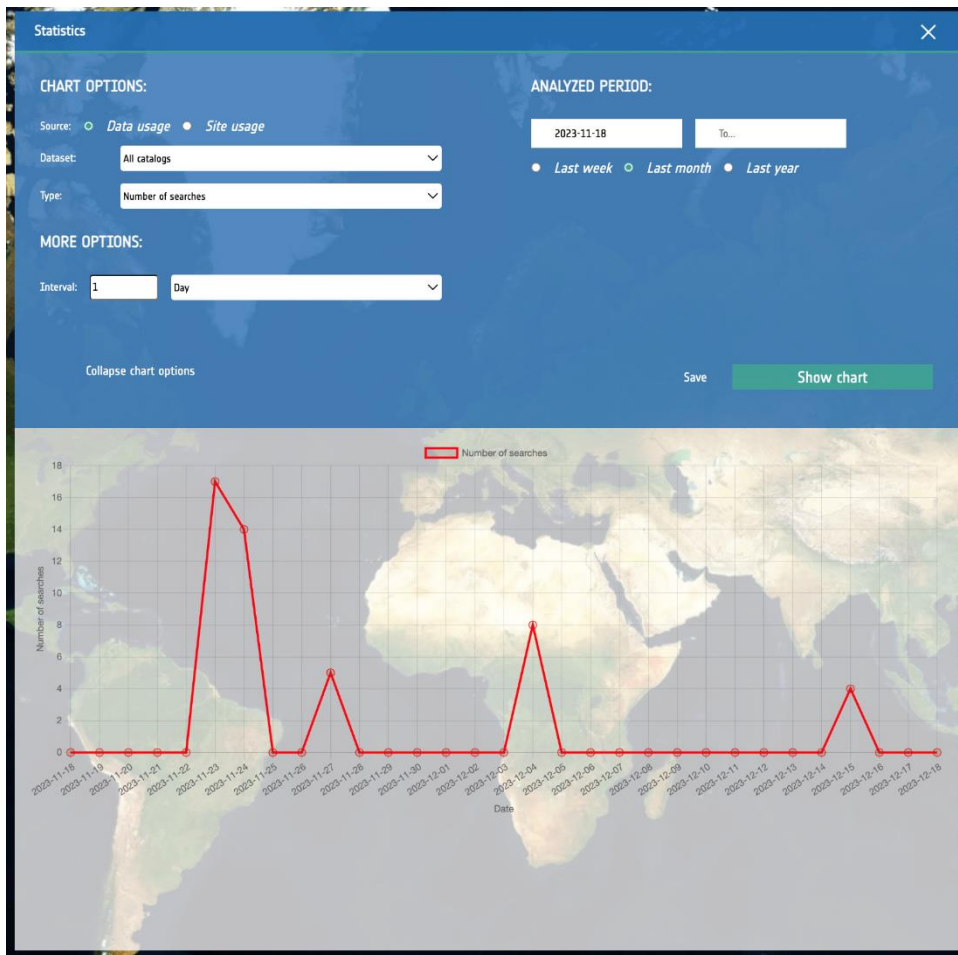 Statistics
CHART OPTIONS:
Source: Data usage Site usage
Dataset: All catalogs
Type: Number of searches
MORE OPTIONS:
Interval: 1 Day
Collapse chart options
ANALYZED PERIOD:
2023-11-18 To...
Last week Last month Last year
Save Show chart
Number of searches
18
16
14
12
10
8
6
4
2
0
Number of searches
2023-11-18 2023-11-19 2023-11-20 2023-11-21 2023-11-22 2023-11-23 2023-11-24 2023-11-25 2023-11-26 2023-11-27 2023-11-28 2023-11-29 2023-11-30 2023-12-01 2023-12-02 2023-12-03 2023-12-04 2023-12-05 2023-12-06 2023-12-07 2023-12-08 2023-12-09 2023-12-10 2023-12-11 2023-12-12 2023-12-13 2023-12-14 2023-12-15 2023-12-16 2023-12-17 2023-12-18
Date